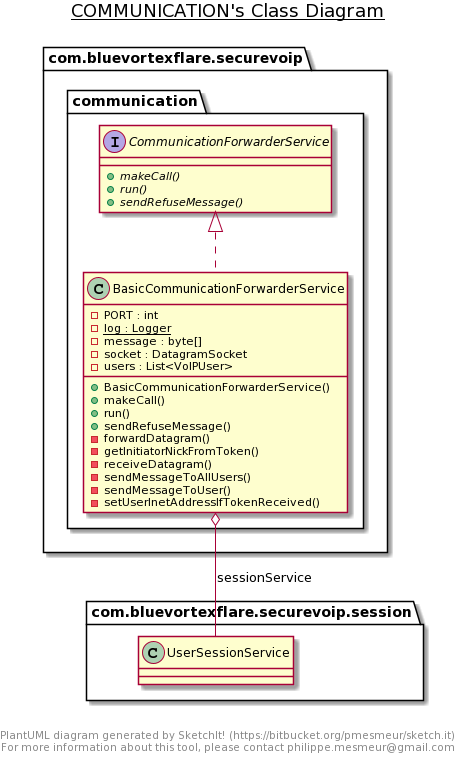 COMMUNICATION's Class Diagram
com.bluevortexflare.securevoip
communication
I CommunicationForwarderService
makeCall()
run()
sendRefuseMessage()
C BasicCommunicationForwarderService
PORT : int
log : Logger
message : byte[]
socket : DatagramSocket
users : List<VoIPUser>
BasicCommunicationForwarderService()
makeCall()
run()
sendRefuseMessage()
forwardDatagram()
getInitiatorNickFromToken()
receiveDatagram()
sendMessageToAllUsers()
sendMessageToUser()
setUserInetAddressIfTokenReceived()
sessionService
com.bluevortexflare.securevoip.session
C UserSessionService
PlantUML diagram generated by SketchIt! (https://bitbucket.org/pmesmeur/sketch.it)
For more information about this tool, please contact philippe.mesmeur@gmail.com